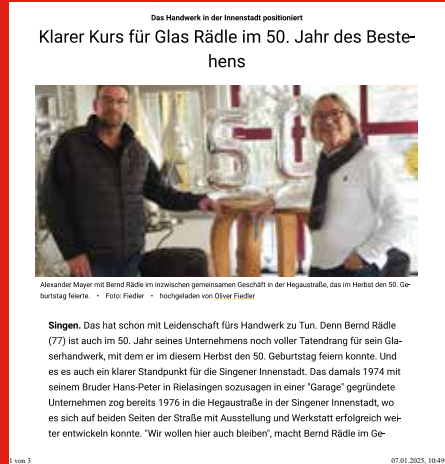 Das Handwerk in der Innenstadt positioniert
Klarer Kurs für Glas Rädle im 50. Jahr des Beste-
hens
50
Alexander Mayer mit Bernd Rädle im inzwischen gemeinsamen Geschäft in der Hegaustraße, das im Herbst den 50. Ge-
burtstag feierte. • Foto: Fiedler • hochgeladen von Oliver Fiedler
Singen. Das hat schon mit Leidenschaft fürs Handwerk zu Tun. Denn Bernd Rädle
(77) ist auch im 50. Jahr seines Unternehmens noch voller Tatendrang für sein Gla-
serhandwerk, mit dem er im diesem Herbst den 50. Geburtstag feiern konnte. Und
es es auch ein klarer Standpunkt für die Singener Innenstadt. Das damals 1974 mit
seinem Bruder Hans-Peter in Rielasingen sozusagen in einer "Garage" gegründete
Unternehmen zog bereits 1976 in die Hegaustraße in der Singener Innenstadt, wo
es sich auf beiden Seiten der Straße mit Ausstellung und Werkstatt erfolgreich wei-
ter entwickeln konnte. "Wir wollen hier auch bleiben", macht Bernd Rädle im Ge-
1 von 3 07.01.2025, 10:49